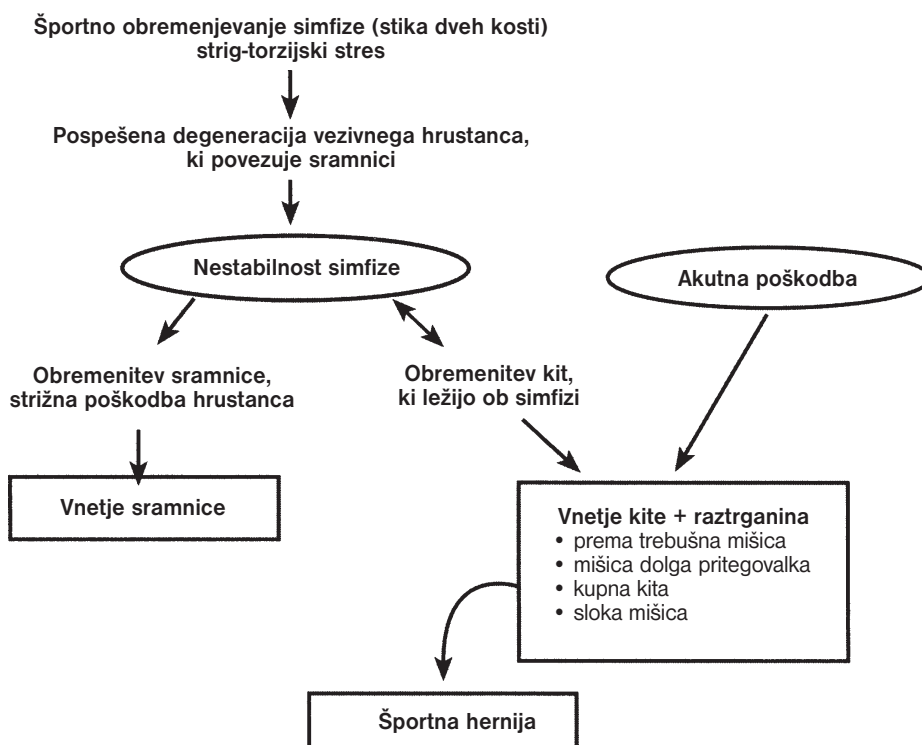 Športno obremenjevanje simfize (stika dveh kosti)
strig-torzijski stres
Pospešena degeneracija vezivnega hrustanca,
ki povezuje sramnici
Nestabilnost simfize
Akutna poškodba
Obremenitev sramnice,
strižna poškodba hrustanca
Obremenitev kit,
ki ležijo ob simfizi
Vnetje sramnice
Vnetje kite + raztrganina
• prema trebušna mišica
• mišica dolga pritegovalka
• kupna kita
• sloka mišica
Športna hernija